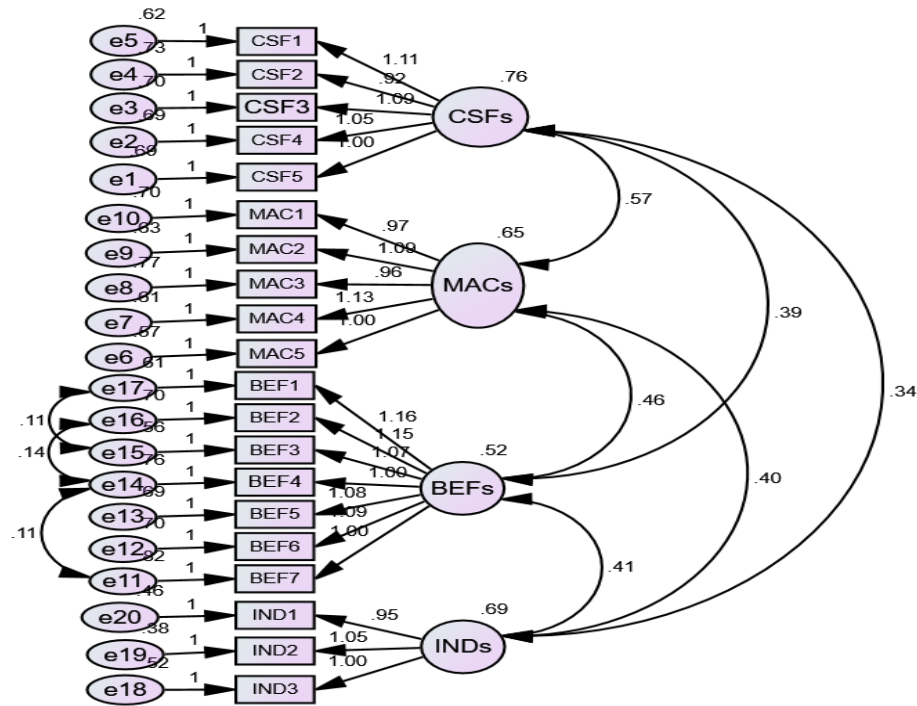 .62
e5 1 CSF1
.73
e4 1 CSF2
.70
e3 1 CSF3
.69
e2 1 CSF4
e1 1 CSF5
1.11
.92
1.09
1.05
1.00
.76
CSFs
.70
e10 1 MAC1
.63
e9 1 MAC2
.77
e8 1 MAC3
.61
e7 1 MAC4
.57
e6 1 MAC5
.97
1.09
.96
1.13
1.00
.65
MACs
.61
e17 1 BEF1
.70
e16 1 BEF2
.56
e15 1 BEF3
.76
e14 1 BEF4
.69
e13 1 BEF5
.70
e12 1 BEF6
.82
e11 1 BEF7
.11
.14
.11
1.16
1.15
1.07
1.00
1.08
1.09
1.00
.52
BEFs
.46
e20 1 IND1
.38
e19 1 IND2
.52
e18 1 IND3
.95
1.05
1.00
.69
INDs
.57
.39
.34
.46
.40
.41